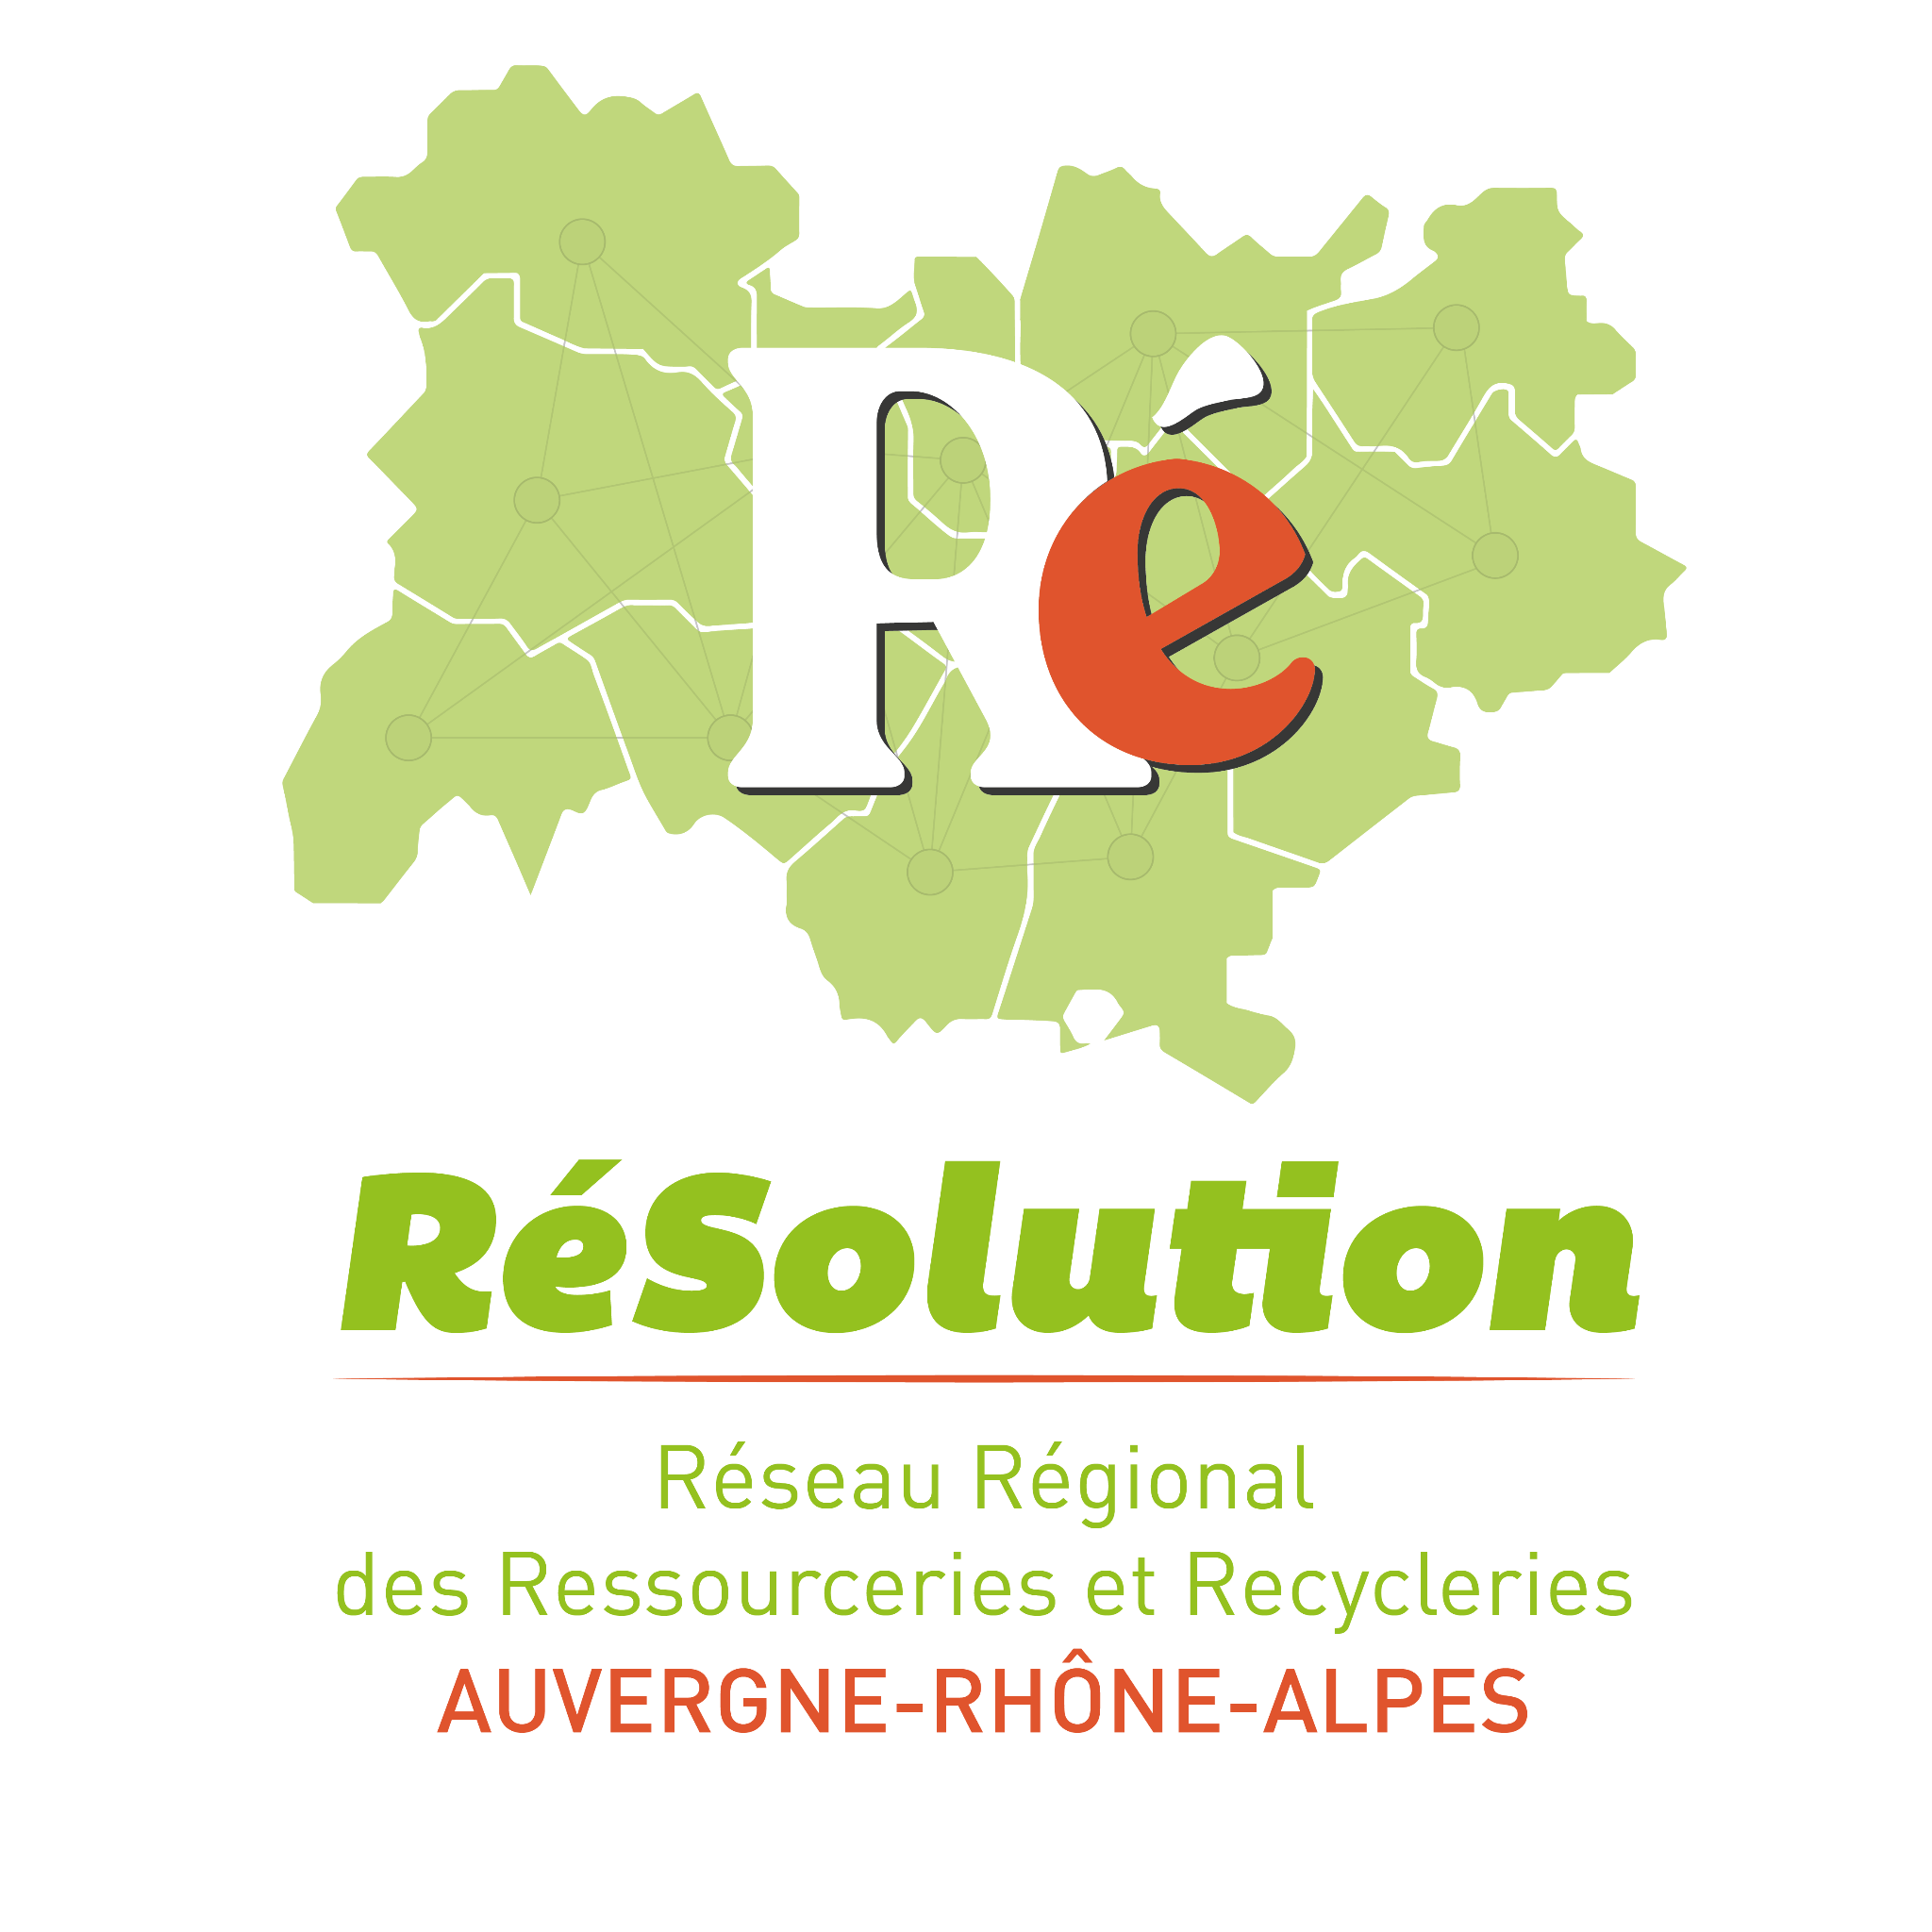 Ré
RéSolution
Réseau Régional
des Ressourceries et Recycleries
AUVERGNE-RHÔNE-ALPES